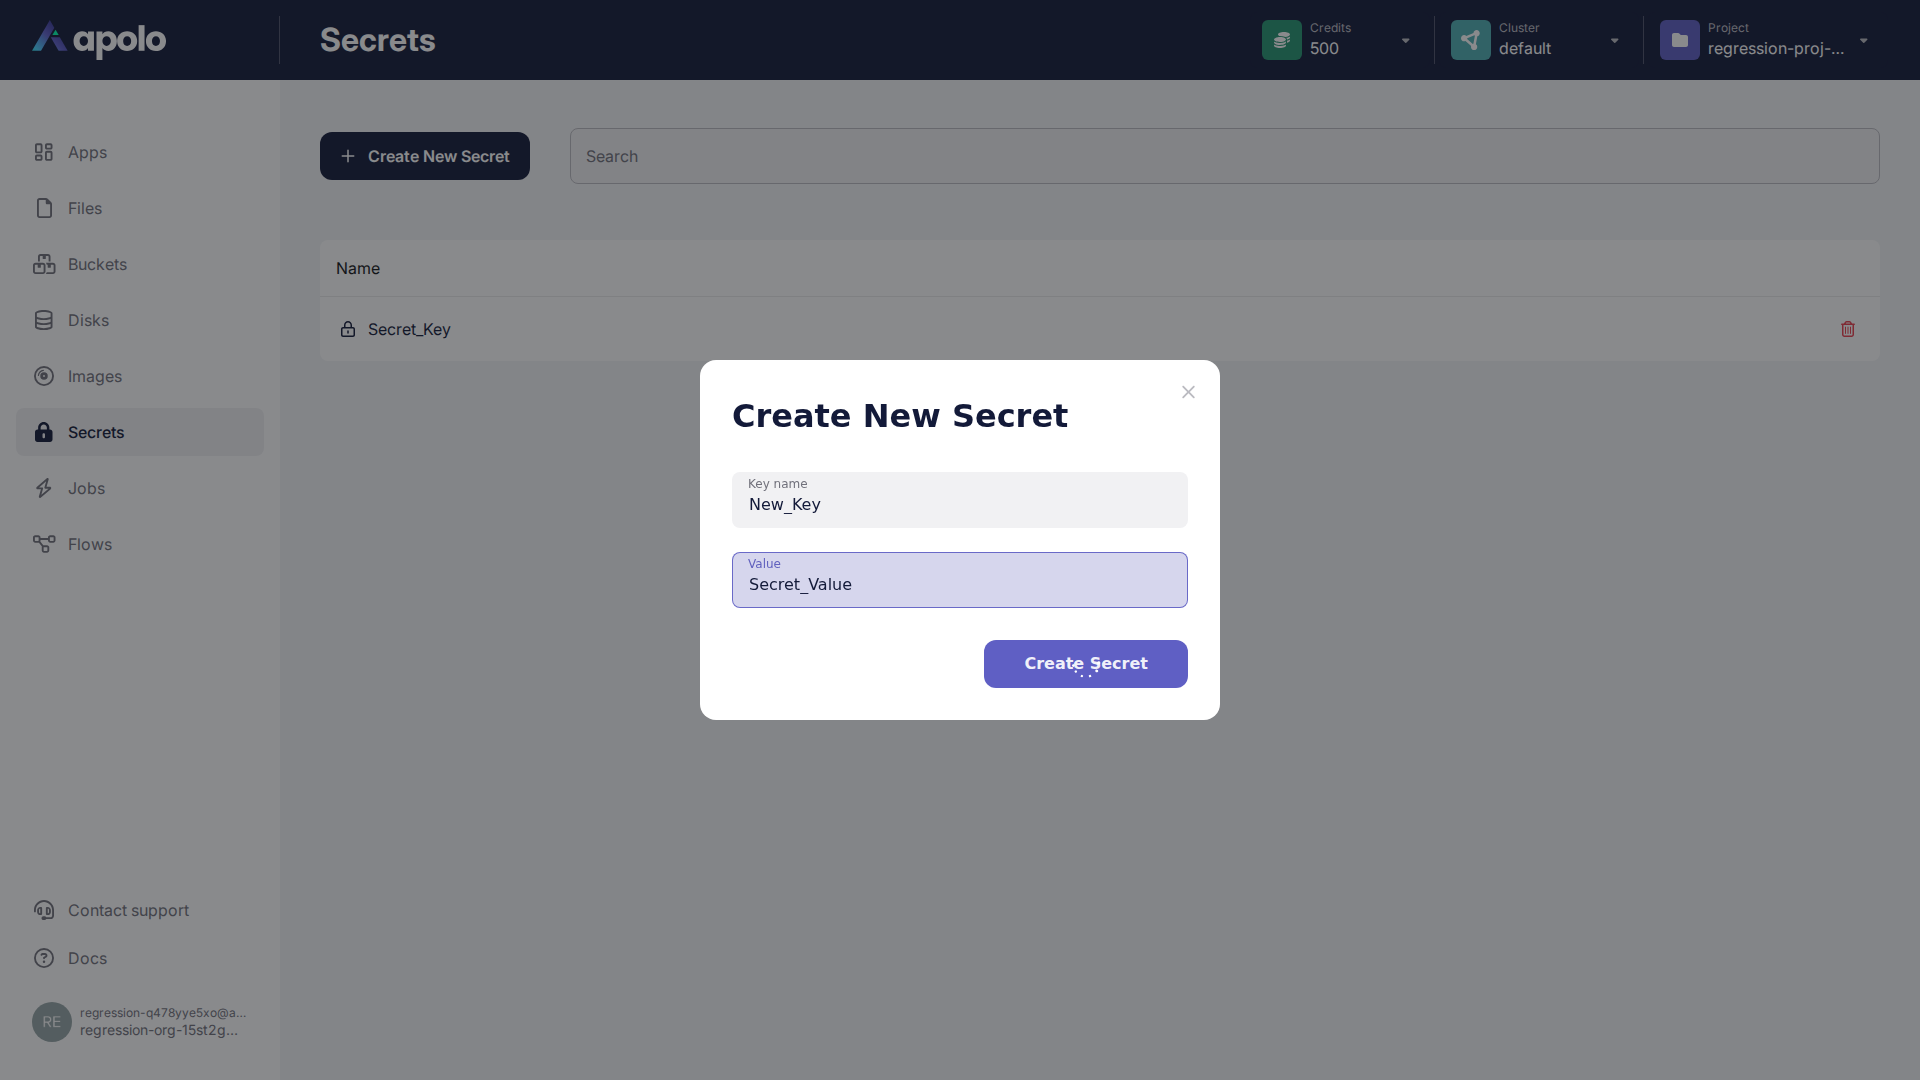 apolo
Secrets
Credits
500
Cluster
default
Project
regression-proj-...
Apps
Files
Buckets
Disks
Images
Secrets
Jobs
Flows
Contact support
Docs
RE
regression-q478yye5xo@a...
regression-org-15st2g...
Create New Secret
Search
Name
Secret_Key
Create New Secret
Key name
New_Key
Value
Secret_Value
Create Secret